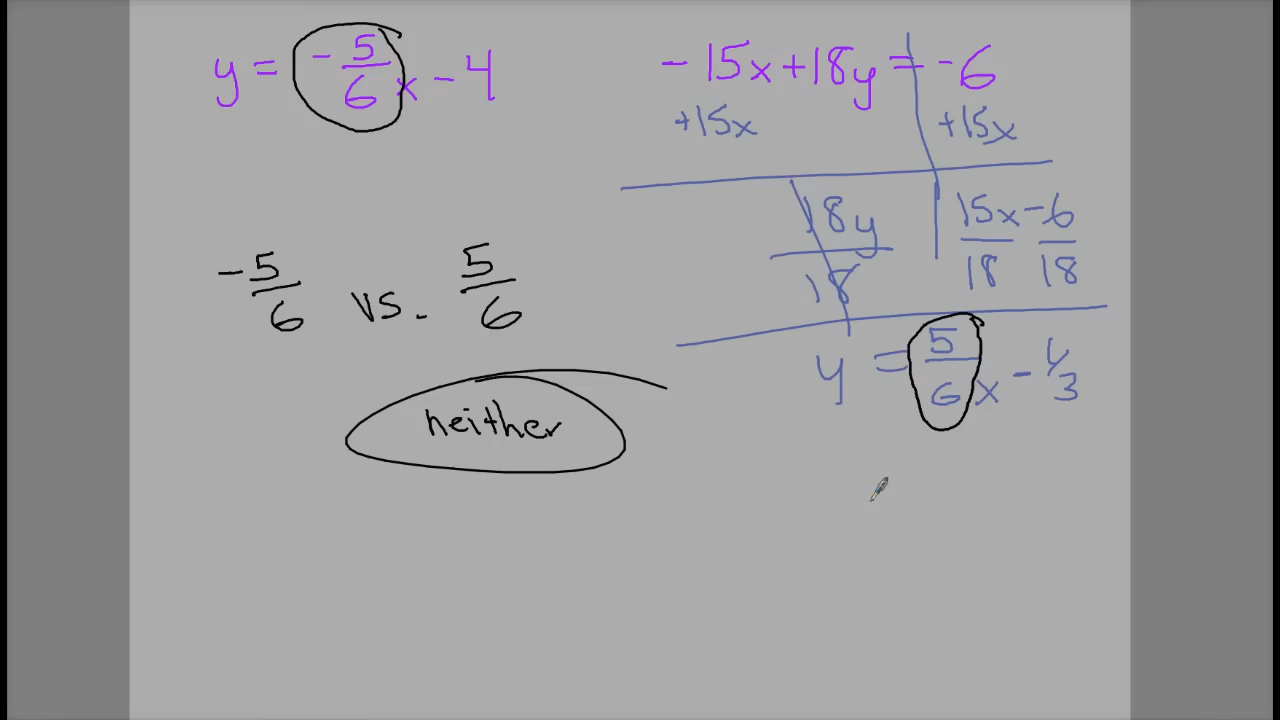 y = -5/6 x - 4
-15x + 18y = -6
+15x +15x
18y 15x - 6
18 18 18
y = 5/6 x - 1/3
-5/6 vs. 5/6
neither